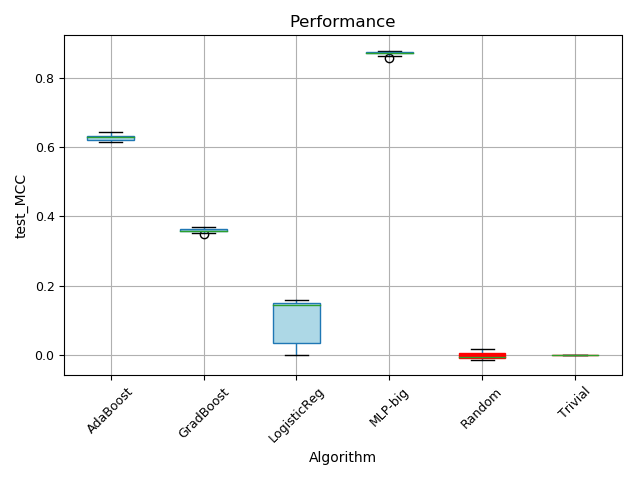 Performance
test_MCC
0.8
0.6
0.4
0.2
0.0
AdaBoost
GradBoost
LogisticReg
MLP-big
Random
Trivial
Algorithm